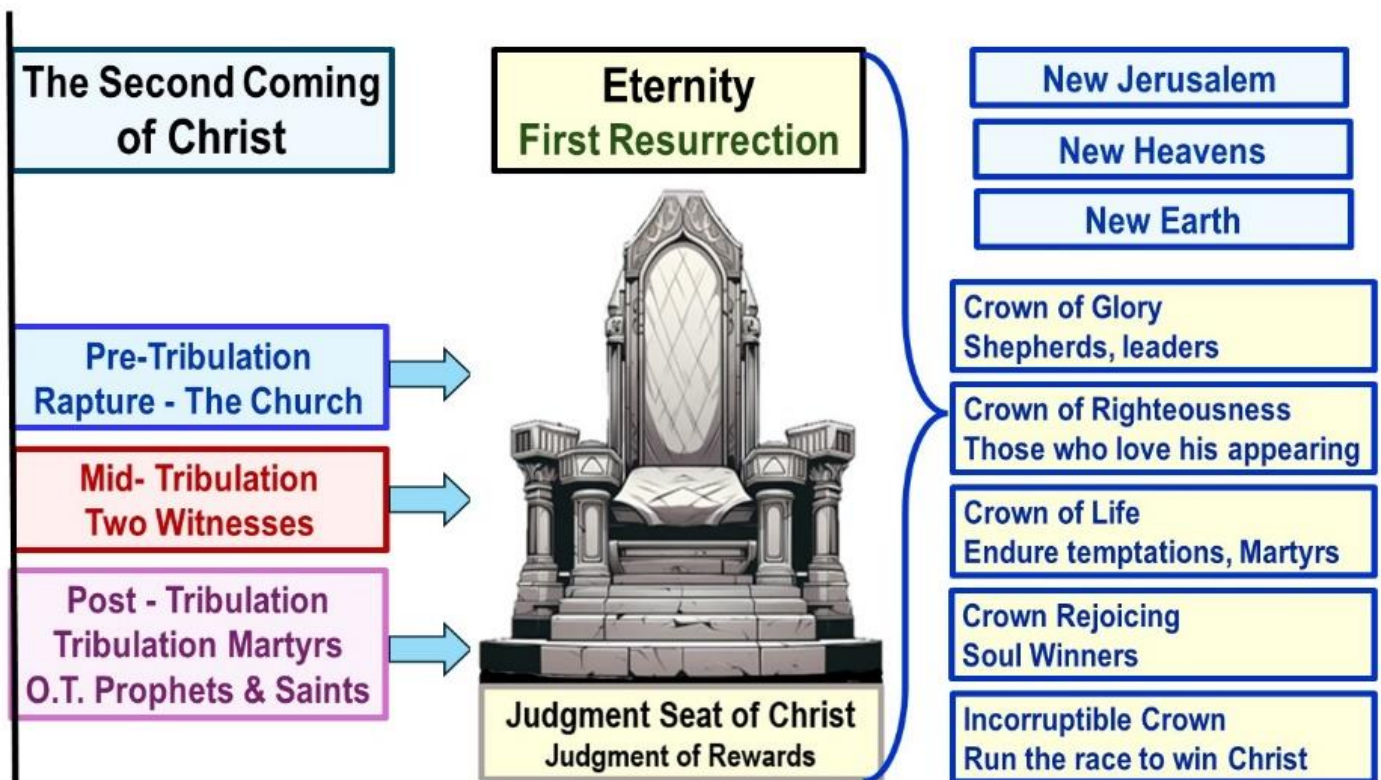 The Second Coming
of Christ
Pre-Tribulation
Rapture - The Church
Mid- Tribulation
Two Witnesses
Post - Tribulation
Tribulation Martyrs
O.T. Prophets & Saints
Eternity
First Resurrection
Judgment Seat of Christ
Judgment of Rewards
New Jerusalem
New Heavens
New Earth
Crown of Glory
Shepherds, leaders
Crown of Righteousness
Those who love his appearing
Crown of Life
Endure temptations, Martyrs
Crown Rejoicing
Soul Winners
Incorruptible Crown
Run the race to win Christ